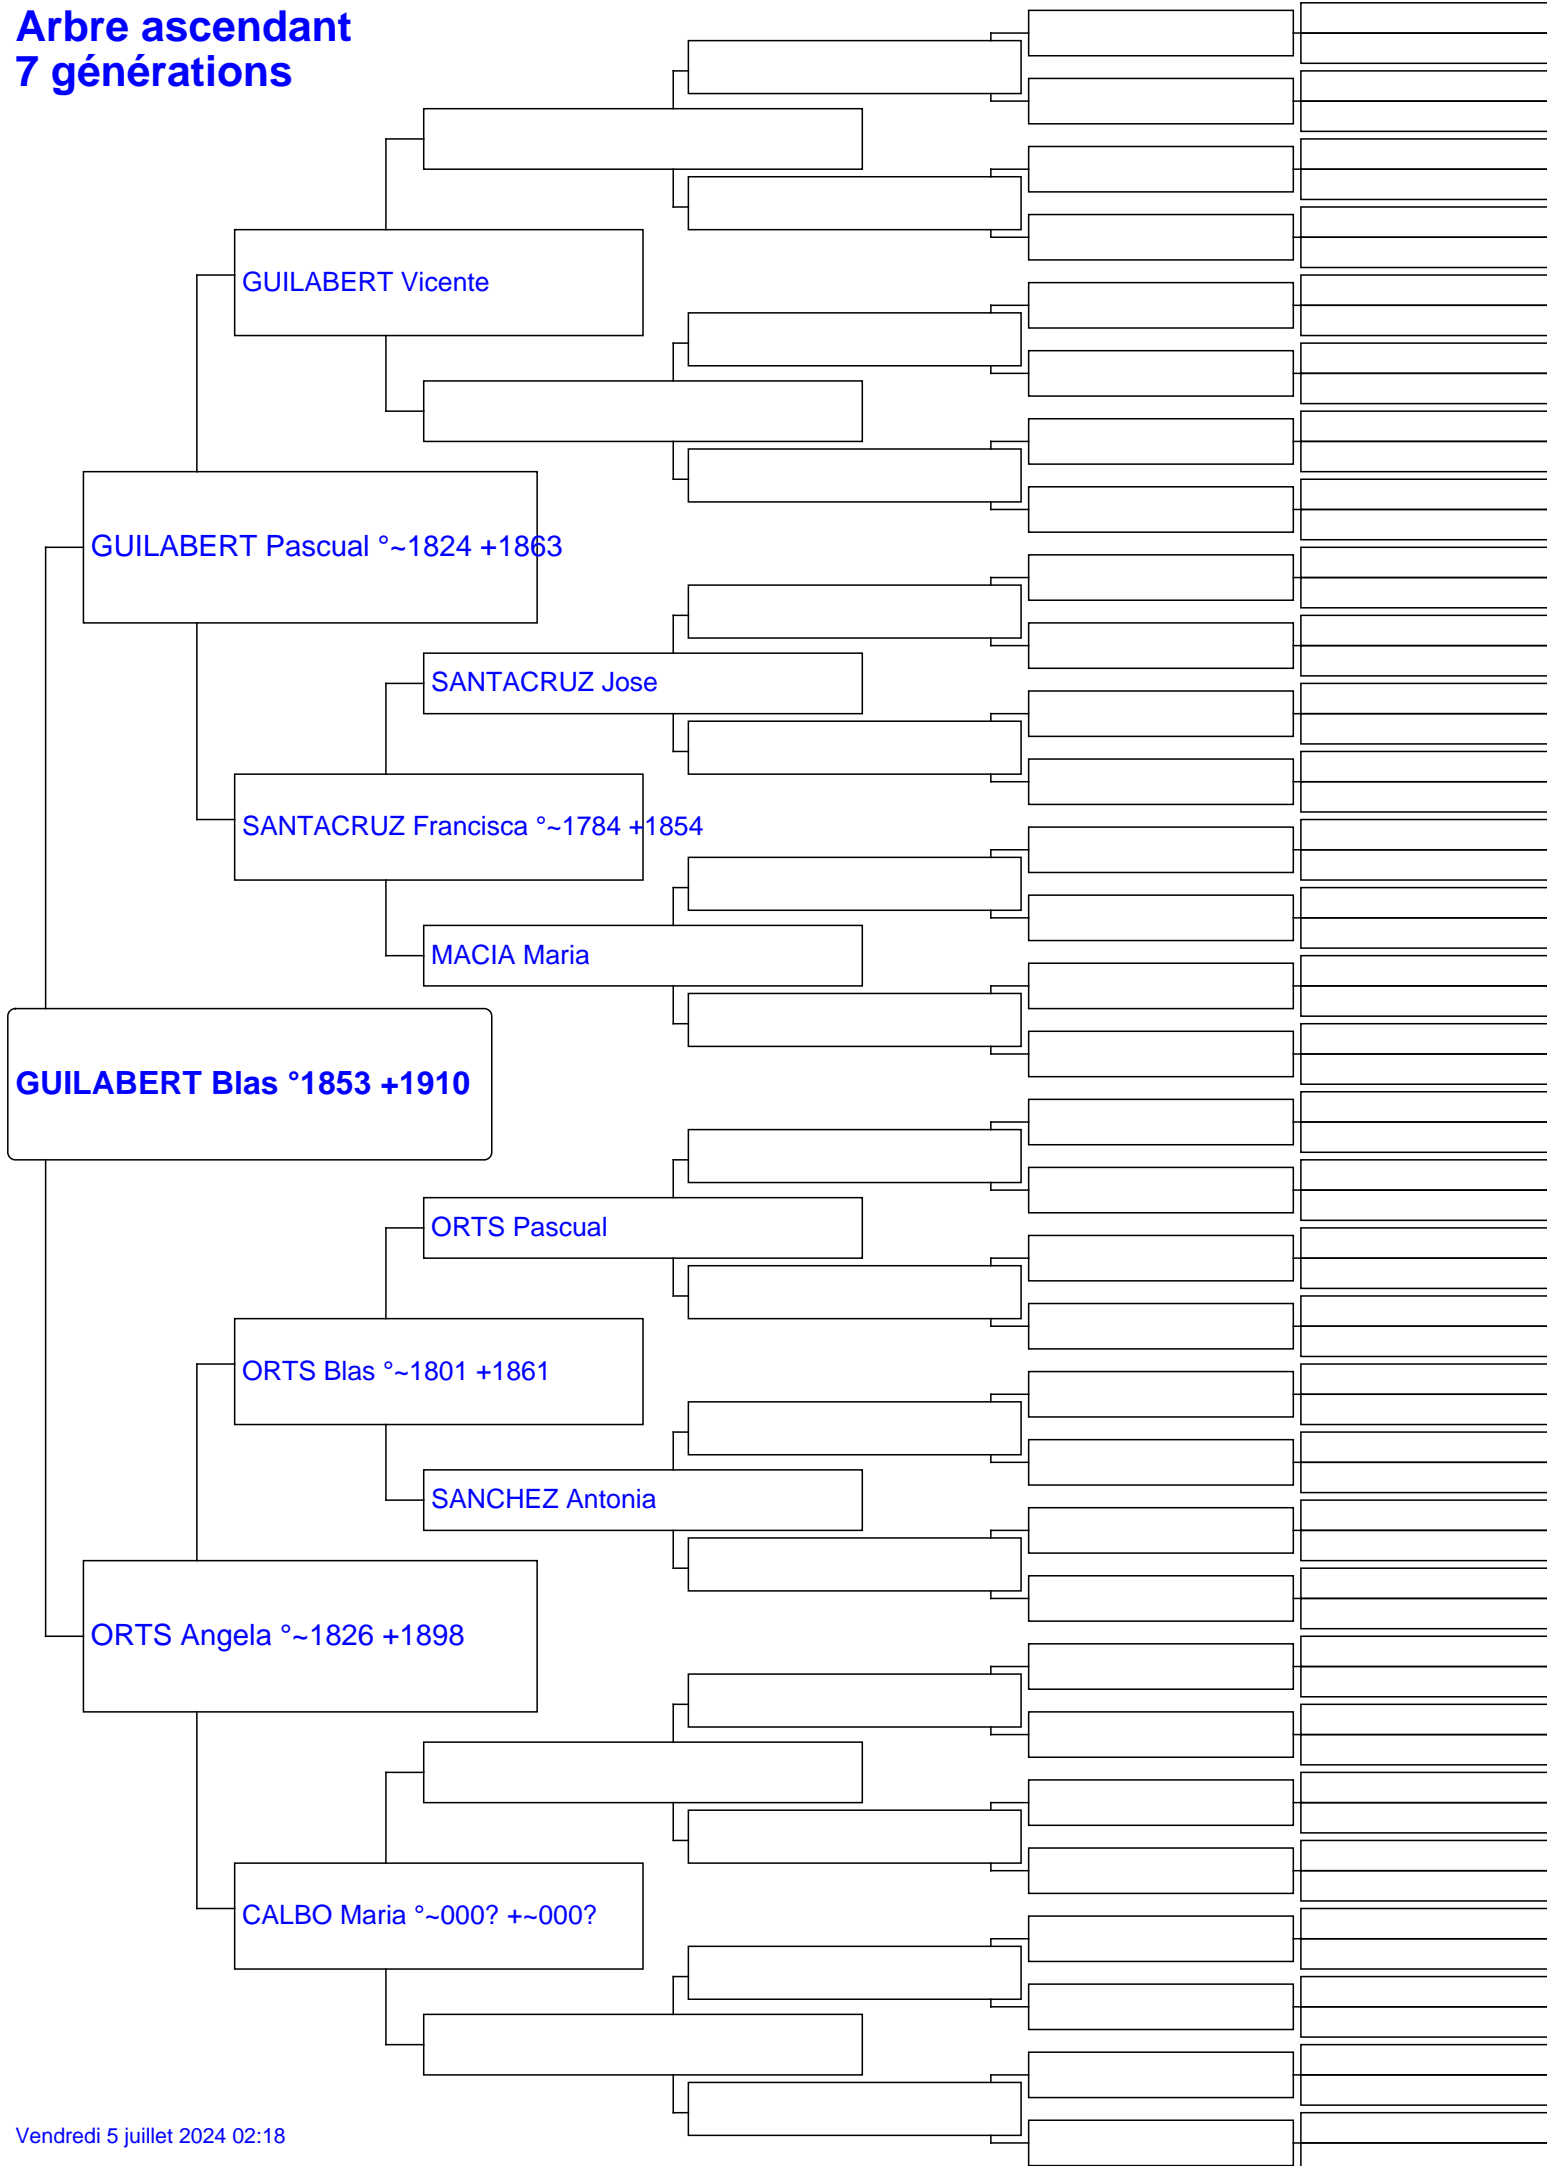 Arbre ascendant
7 générations
GUILABERT Vicente
GUILABERT Pascual °~1824 +1863
SANTACRUZ Jose
SANTACRUZ Francisca °~1784 +1854
MACIA Maria
GUILABERT Blas °1853 +1910
ORTS Pascual
ORTS Blas °~1801 +1861
SANCHEZ Antonia
ORTS Angela °~1826 +1898
CALBO Maria °~000? +~000?
Vendredi 5 juillet 2024 02:18